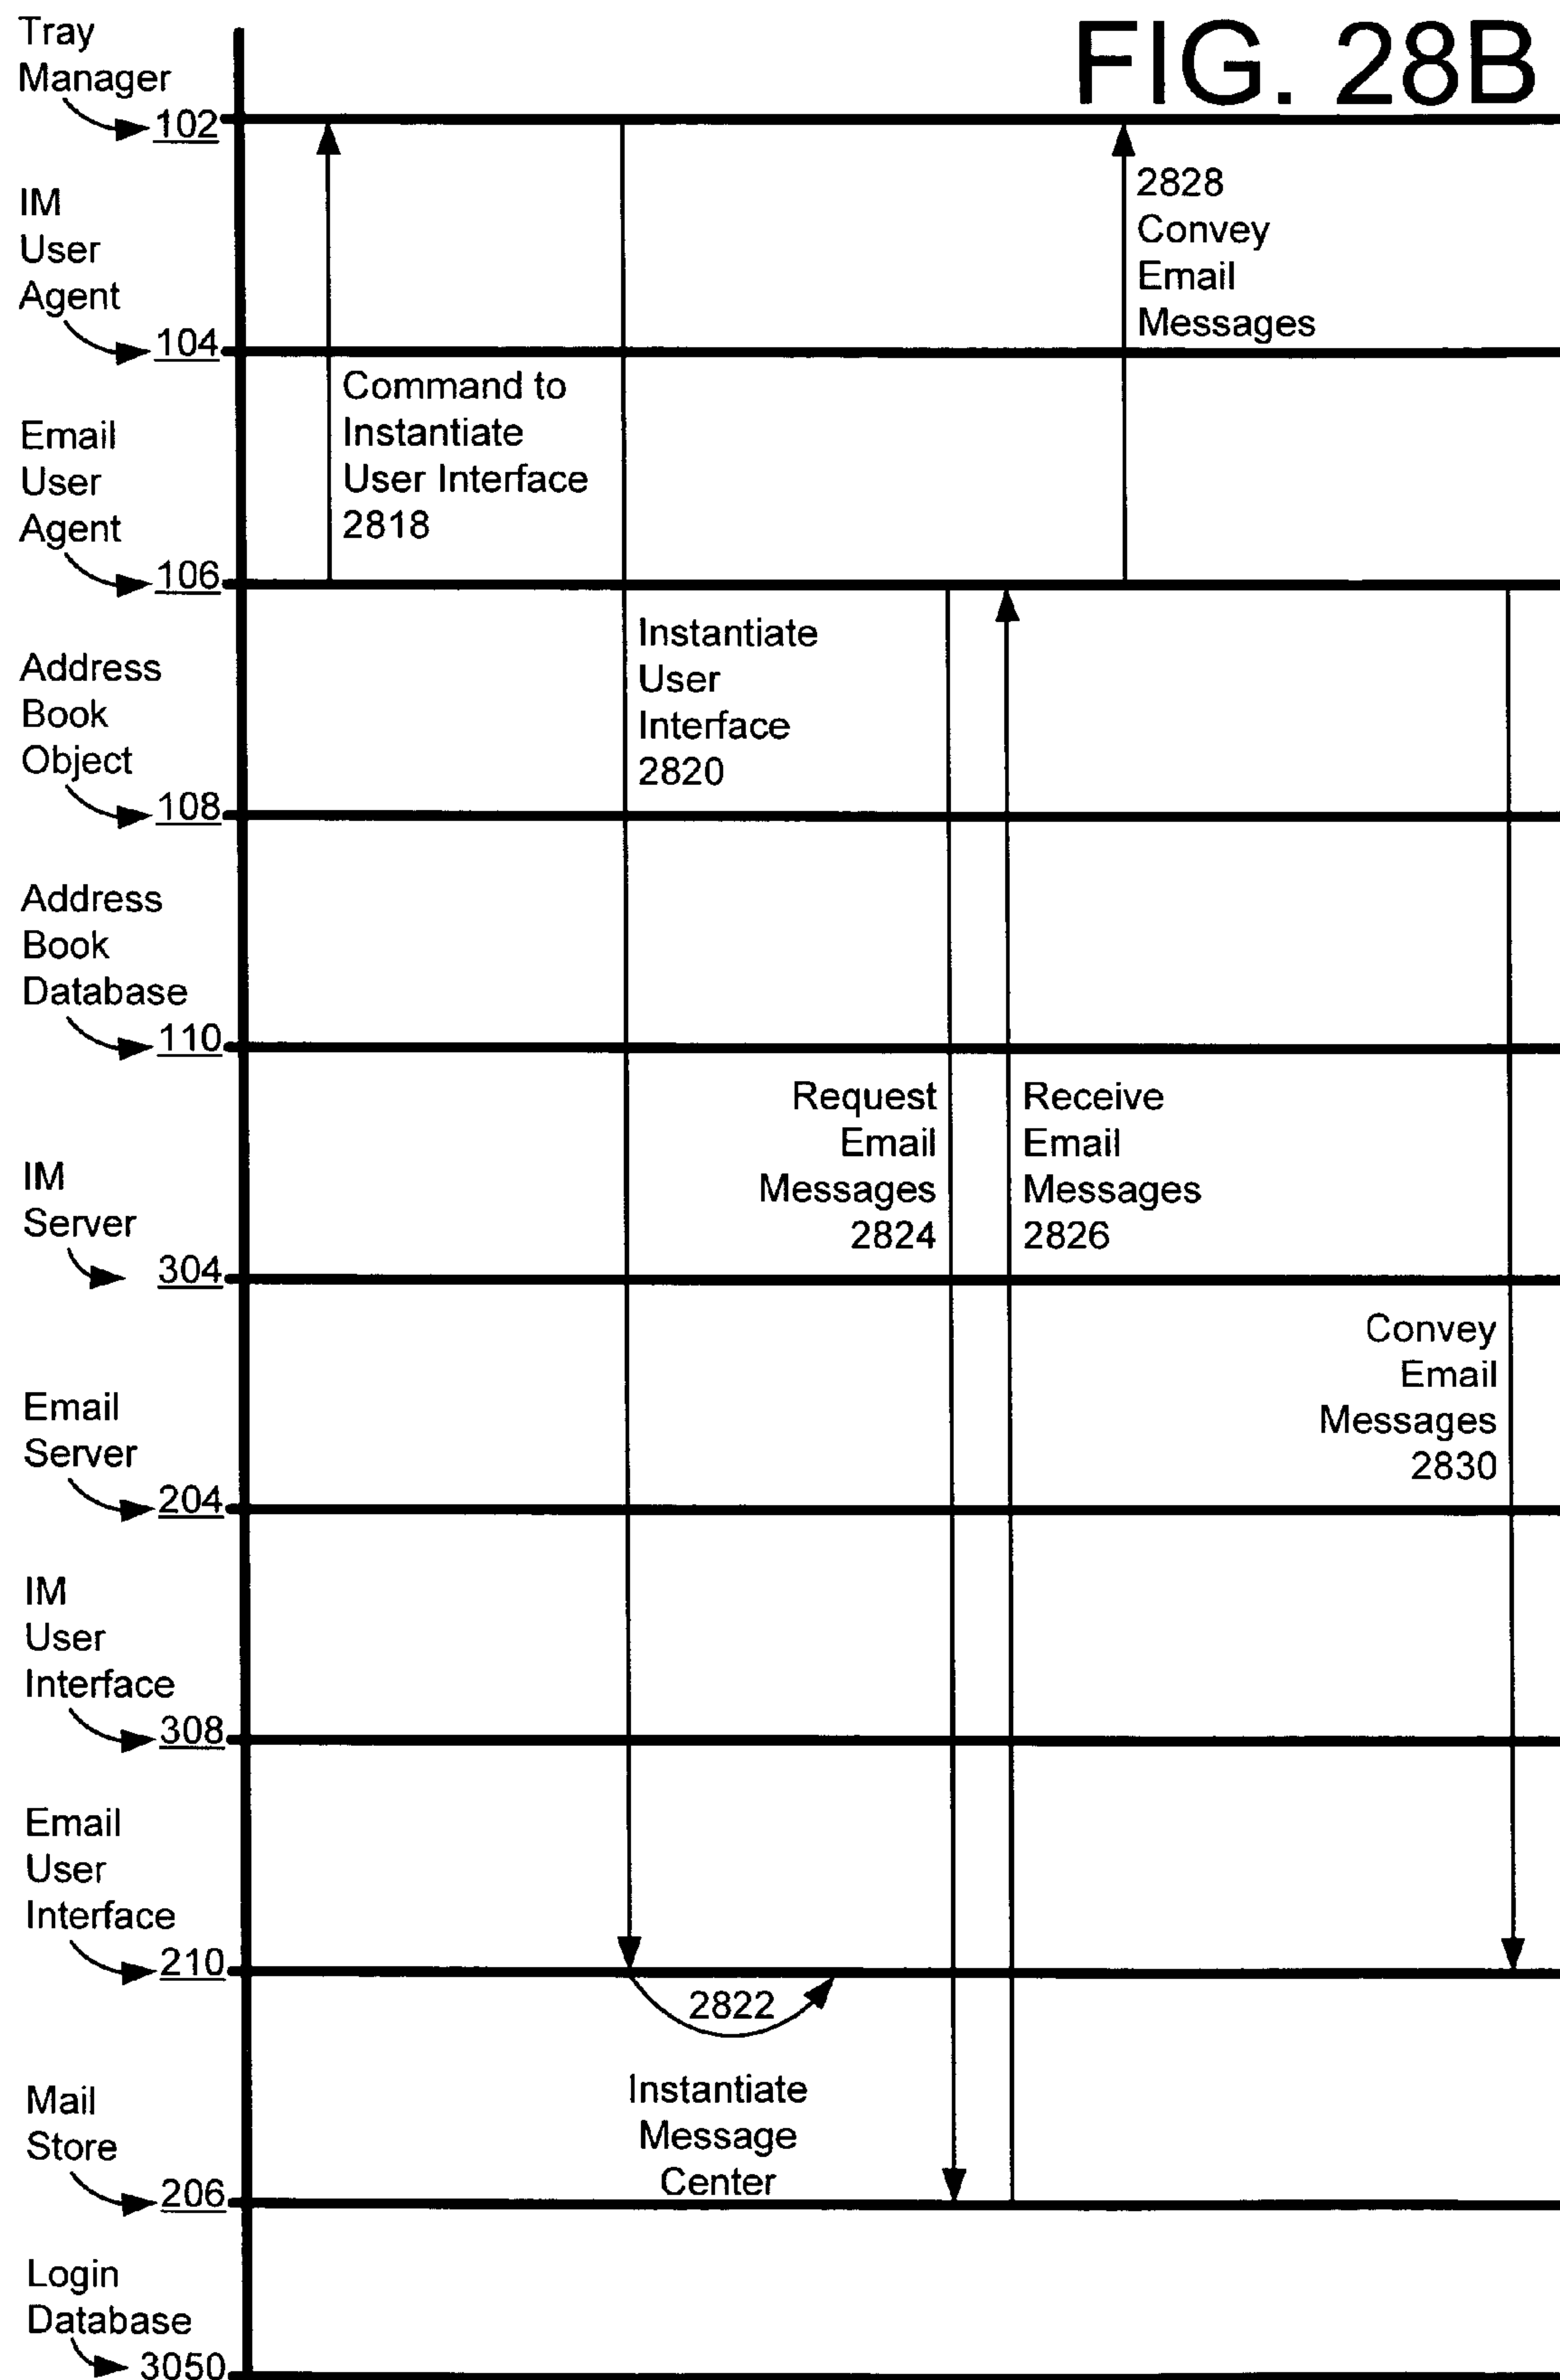 FIG. 28B
Tray
Manager
102
IM
User
Agent
104
Email
User
Agent
106
Address
Book
Object
108
Address
Book
Database
110
IM
Server
304
Email
Server
204
IM
User
Interface
308
Email
User
Interface
210
Mail
Store
206
Login
Database
3050
Command to
Instantiate
User Interface
2818
Instantiate
User
Interface
2820
2822
Instantiate
Message
Center
Request
Email
Messages
2824
Receive
Email
Messages
2826
2828
Convey
Email
Messages
Convey
Email
Messages
2830